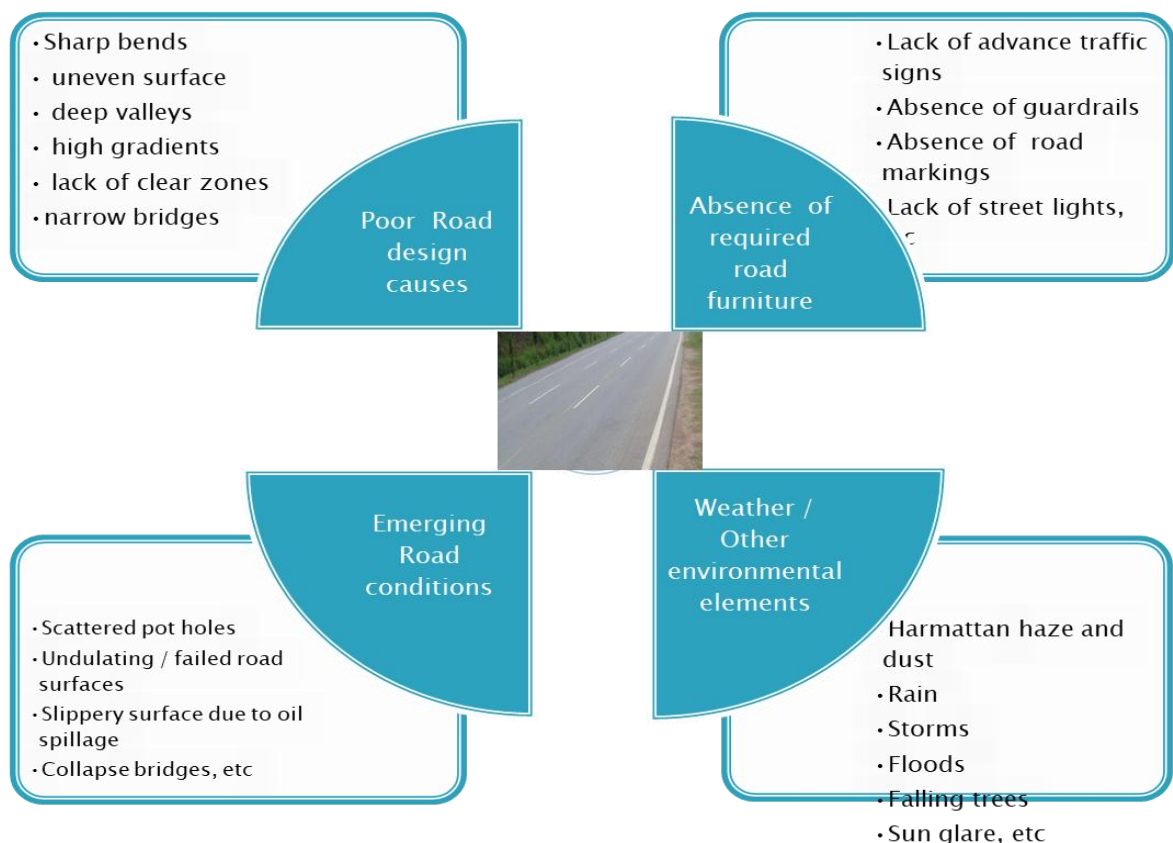 ·Sharp bends
· uneven surface
· deep valleys
· high gradients
· lack of clear zones
·narrow bridges
Poor Road
design
causes
·Lack of advance traffic
signs
·Absence of guardrails
·Absence of road
markings
Lack of street lights,
Absence of
required
road
furniture
Emerging
Road
conditions
·Scattered pot holes
·Undulating / failed road
surfaces
·Slippery surface due to oil
spillage
·Collapse bridges, etc
Weather /
Other
environmental
elements
Harmattan haze and
dust
·Rain
·Storms
·Floods
·Falling trees
·Sun glare, etc